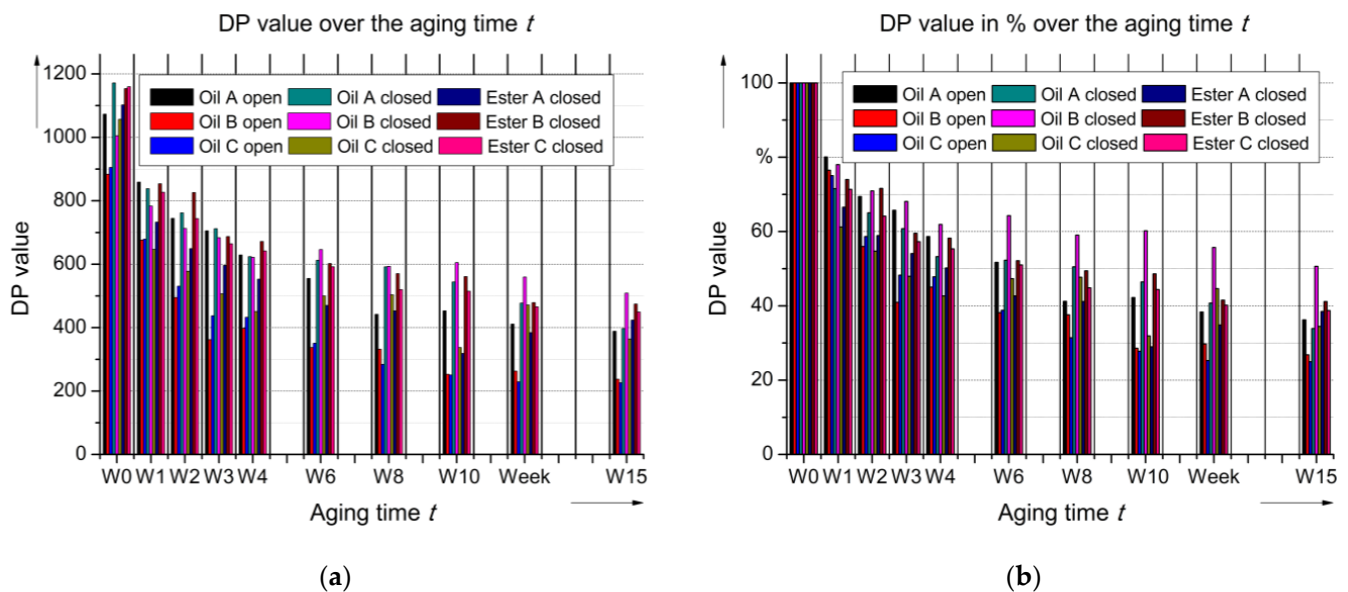 DP value over the aging time t
DP value
1200
1000
800
600
400
200
0
Oil A open Oil A closed Ester A closed
Oil B open Oil B closed Ester B closed
Oil C open Oil C closed Ester C closed
W0 W1 W2 W3 W4 W6 W8 W10 Week W15
Aging time t
(a)
DP value in % over the aging time t
DP value
100
%
60
40
20
0
Oil A open Oil A closed Ester A closed
Oil B open Oil B closed Ester B closed
Oil C open Oil C closed Ester C closed
W0 W1 W2 W3 W4 W6 W8 W10 Week W15
Aging time t
(b)